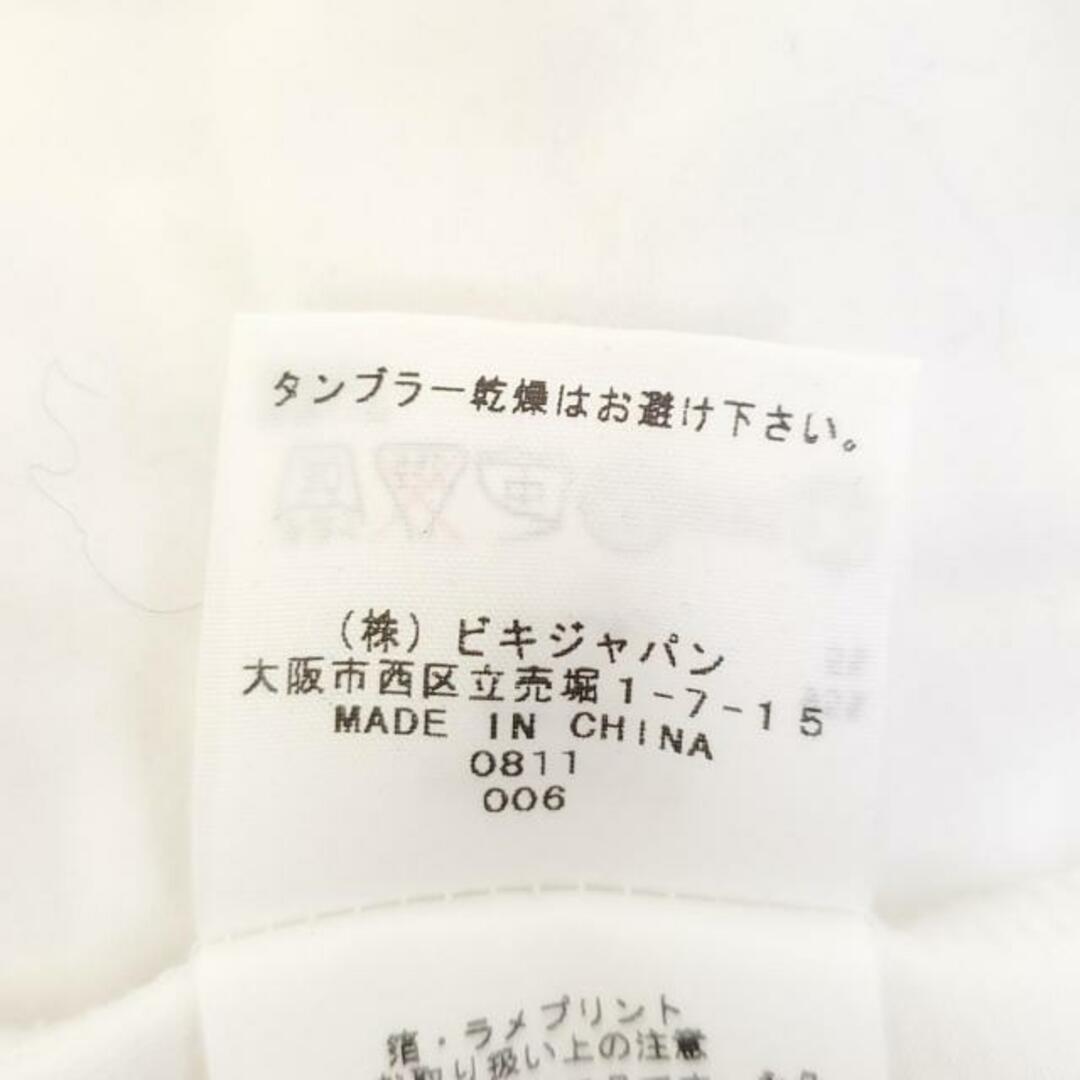 タンブラー乾燥はお避け下さい。
(株)ビキジャパン
大阪市西区立売堀1-7-15
MADE IN CHINA
0811
006
箔・ラメプリント
お取り扱い上の注意